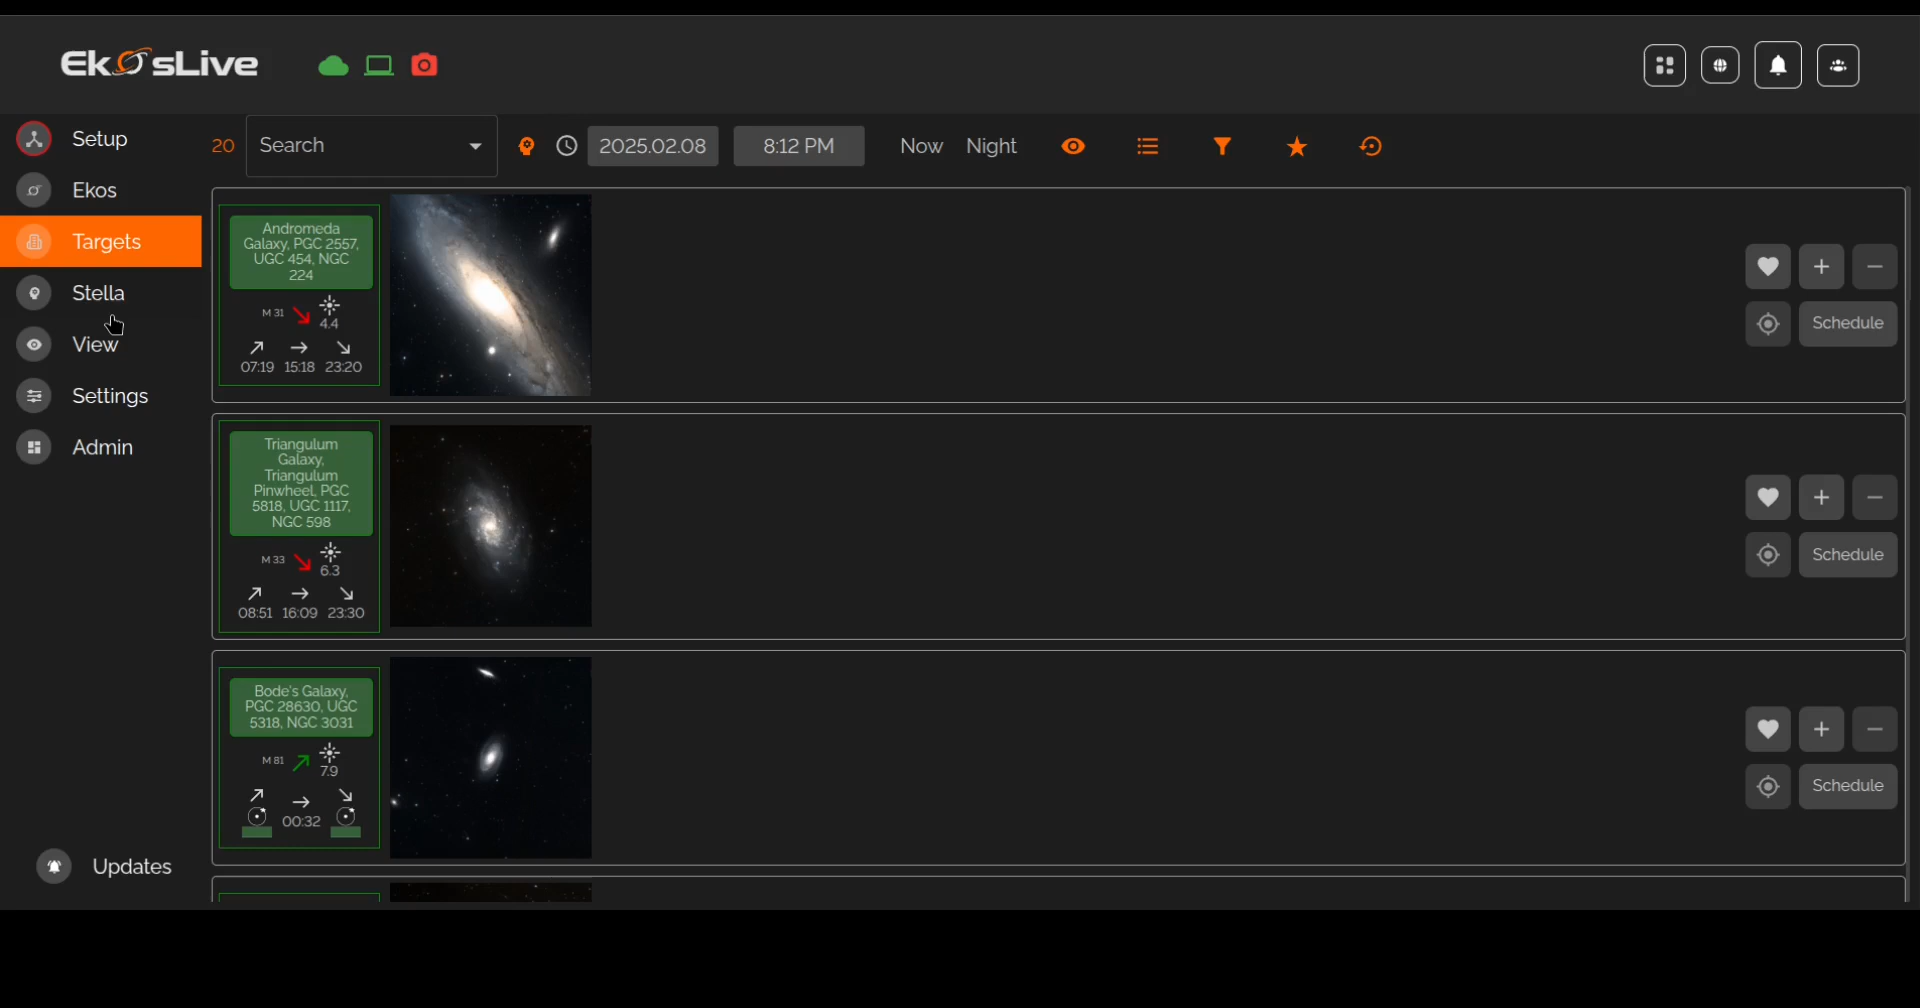 EkosLive
Setup
20
Search
2025.02.08
8:12 PM
Now
Night
Ekos
Targets
Stella
View
Settings
Admin
Updates
Andromeda
Galaxy, PGC 2557,
UGC 454, NGC
224
M 31
4.4
07:19 15:18 23:20
Schedule
Triangulum
Galaxy,
Triangulum
Pinwheel, PGC
5818, UGC 1117,
NGC 598
M 33
6.3
08:51 16:09 23:30
Schedule
Bode's Galaxy,
PGC 28630, UGC
5318, NGC 3031
M 81
7.9
00:32
Schedule